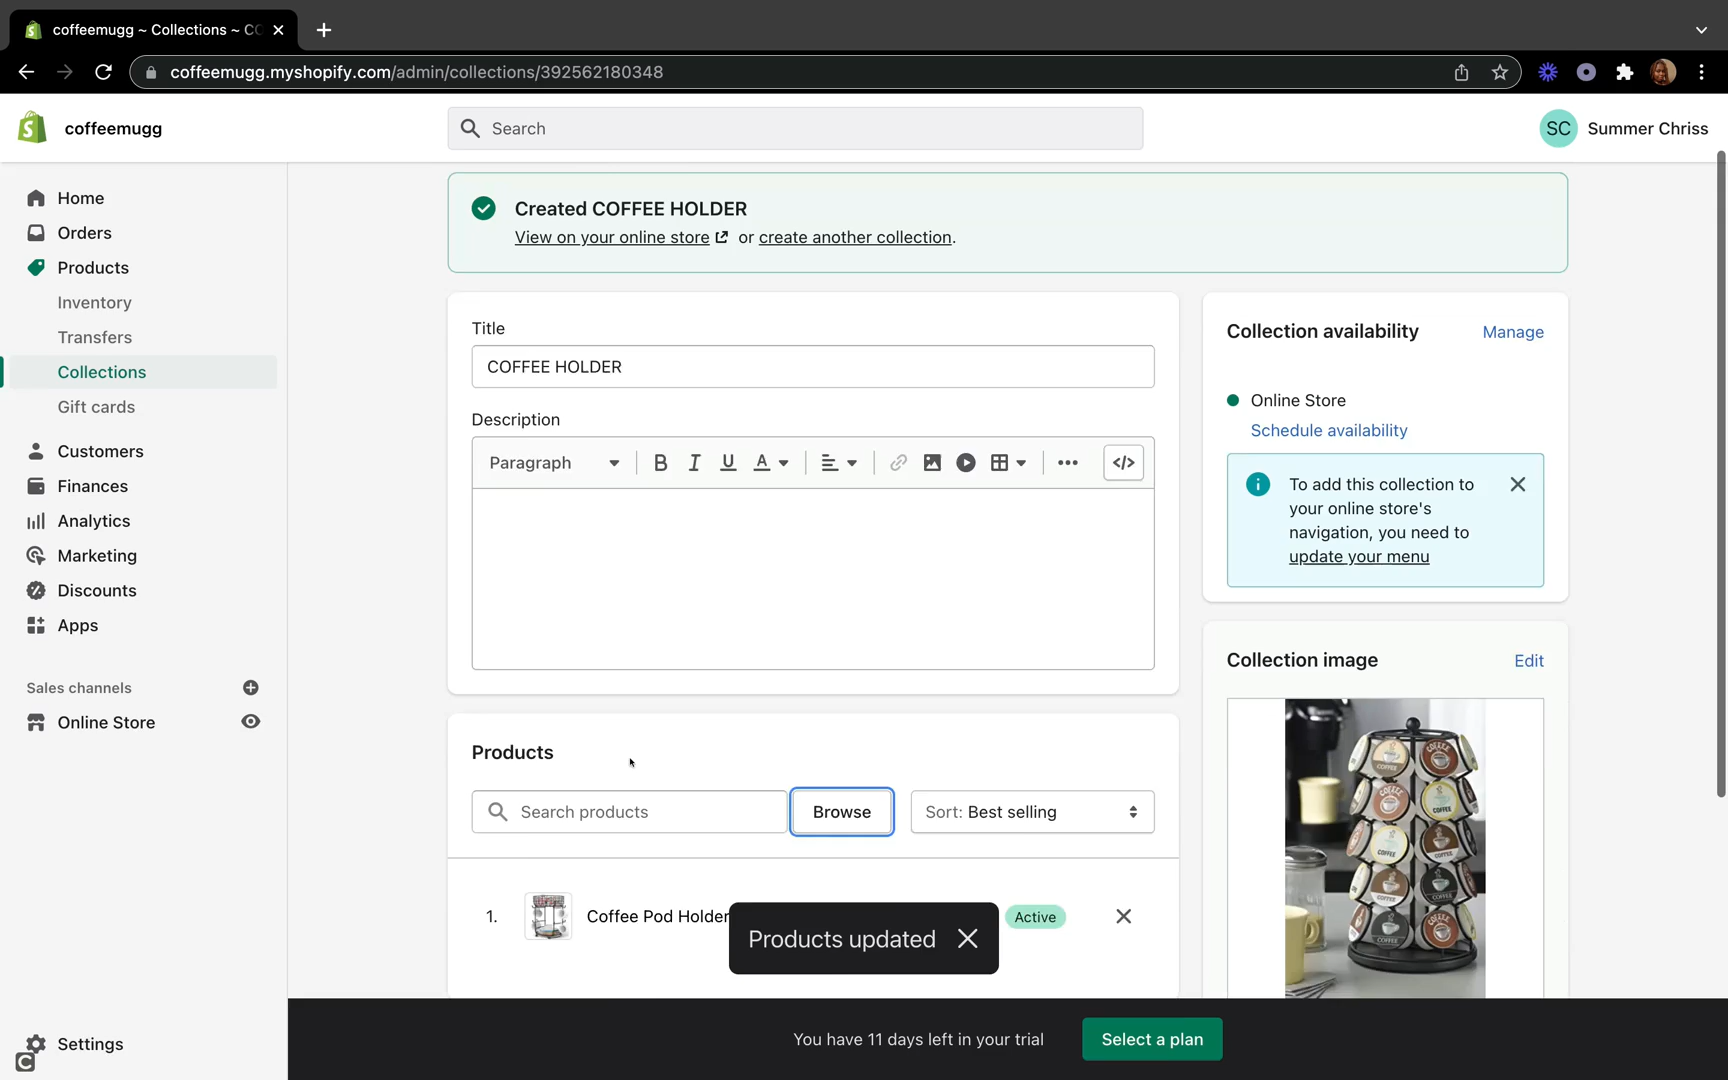 coffeemugg ~ Collections ~ CO
coffeemugg.myshopify.com/admin/collections/392562180348
coffeemugg
Search
SC Summer Chriss
Home
Orders
Products
Inventory
Transfers
Collections
Gift cards
Customers
Finances
Analytics
Marketing
Discounts
Apps
Sales channels
Online Store
Settings
Created COFFEE HOLDER
View on your online store or create another collection.
Title
COFFEE HOLDER
Description
Paragraph B I U A </>
Products
Search products Browse Sort: Best selling
1. Coffee Pod Holder Active
Products updated
Collection availability Manage
Online Store
Schedule availability
To add this collection to
your online store's
navigation, you need to
update your menu
Collection image Edit
COFFEE
You have 11 days left in your trial Select a plan